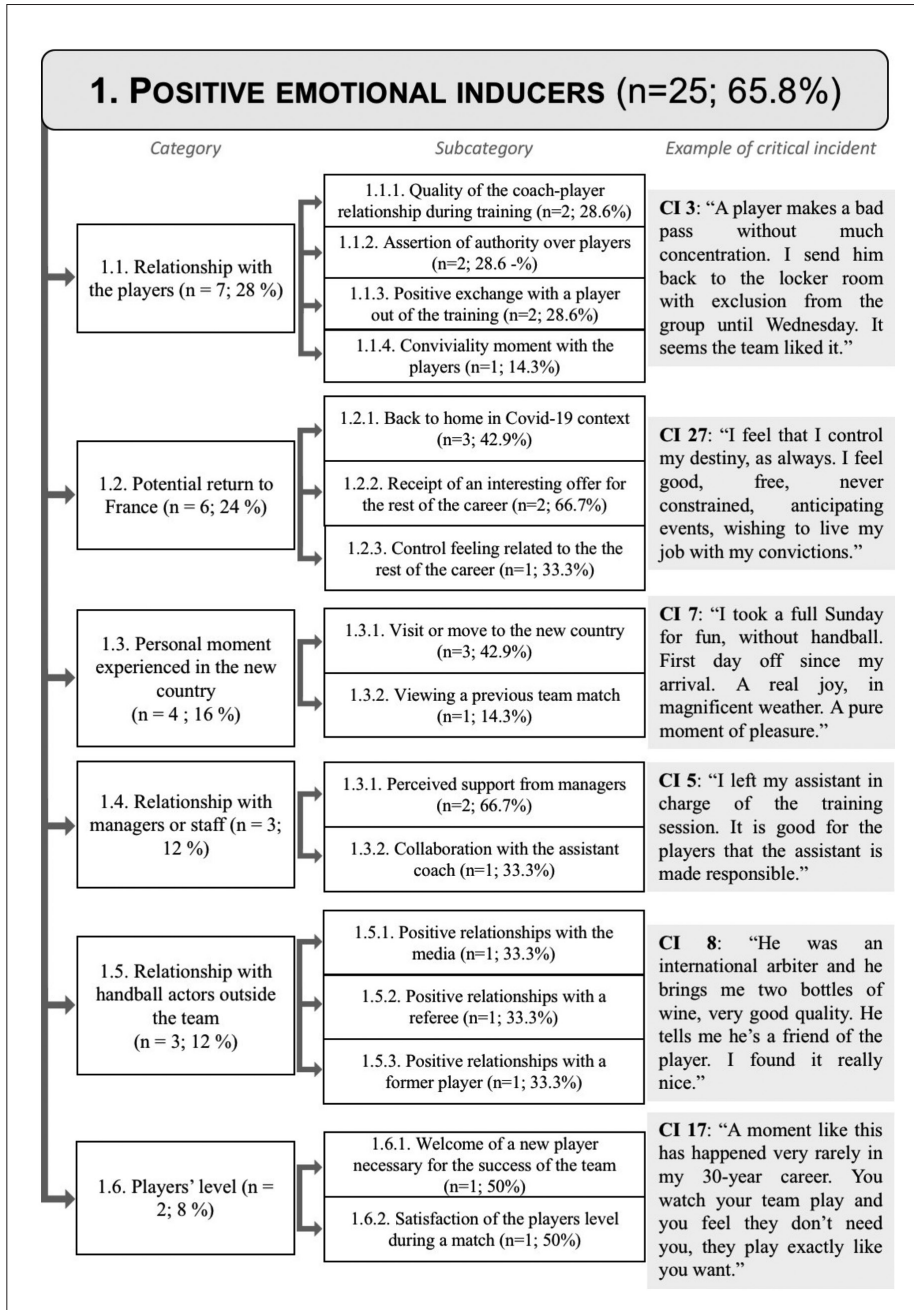 1. POSITIVE EMOTIONAL INDUCERS (n=25; 65.8%)
Category
Subcategory
Example of critical incident
1.1. Relationship with
the players (n = 7; 28 %)
1.1.1. Quality of the coach-player
relationship during training (n=2; 28.6%)
1.1.2. Assertion of authority over players
(n=2; 28.6 -%)
1.1.3. Positive exchange with a player
out of the training (n=2; 28.6%)
1.1.4. Conviviality moment with the
players (n=1; 14.3%)
CI 3: “A player makes a bad
pass without much
concentration. I send him
back to the locker room
with exclusion from the
group until Wednesday. It
seems the team liked it.”
1.2. Potential return to
France (n = 6; 24 %)
1.2.1. Back to home in Covid-19 context
(n=3; 42.9%)
1.2.2. Receipt of an interesting offer for
the rest of the career (n=2; 66.7%)
1.2.3. Control feeling related to the the
rest of the career (n=1; 33.3%)
CI 27: “I feel that I control
my destiny, as always. I feel
good, free, never
constrained, anticipating
events, wishing to live my
job with my convictions.”
1.3. Personal moment
experienced in the new
country
(n = 4 ; 16 %)
1.3.1. Visit or move to the new country
(n=3; 42.9%)
1.3.2. Viewing a previous team match
(n=1; 14.3%)
CI 7: “I took a full Sunday
for fun, without handball.
First day off since my
arrival. A real joy, in
magnificent weather. A pure
moment of pleasure.”
1.4. Relationship with
managers or staff (n = 3;
12 %)
1.3.1. Perceived support from managers
(n=2; 66.7%)
1.3.2. Collaboration with the assistant
coach (n=1; 33.3%)
CI 5: “I left my assistant in
charge of the training
session. It is good for the
players that the assistant is
made responsible.”
1.5. Relationship with
handball actors outside
the team
(n = 3; 12 %)
1.5.1. Positive relationships with the
media (n=1; 33.3%)
1.5.2. Positive relationships with a
referee (n=1; 33.3%)
1.5.3. Positive relationships with a
former player (n=1; 33.3%)
CI 8: “He was an
international arbiter and he
brings me two bottles of
wine, very good quality. He
tells me he’s a friend of the
player. I found it really
nice.”
1.6. Players’ level (n =
2; 8 %)
1.6.1. Welcome of a new player
necessary for the success of the team
(n=1; 50%)
1.6.2. Satisfaction of the players level
during a match (n=1; 50%)
CI 17: “A moment like this
has happened very rarely in
my 30-year career. You
watch your team play and
you feel they don’t need
you, they play exactly like
you want.”